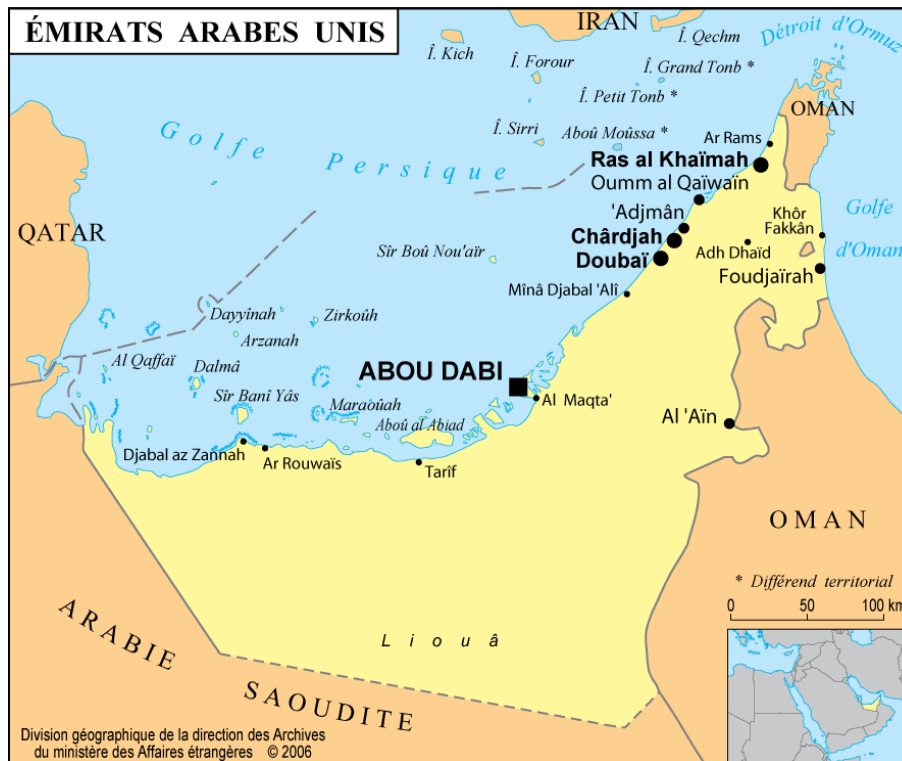 ÉMIRATS ARABES UNIS
IRAN
Î. Qechm
Détroit d'Ormuz
Î. Kich
Î. Forour
Î. Grand Tonb *
Î. Petit Tonb *
OMAN
Golfe Persique
Î. Sirri
Aboû Moûssa *
Ar Rams
Ras al Khaïmah
Oumm al Qaïwaïn
QATAR
'Adjmân
Khôr
Fakkân
Golfe
d'Oman
Chârdjah
Adh Dhaïd
Sîr Boû Nou'aïr
Doubaï
Foudjaïrah
Mînâ Djabal 'Alî
Dayyînah
Zirkoûh
Arzanah
Al Qaffaï
Dalmâ
ABOU DABI
Sîr Banî Yâs
Maraoûah
Al Maqta'
Aboû al Abiad
Al 'Aïn
Djabal az Zannah
Ar Rouwaïs
Tarîf
OMAN
* Différend territorial
0 50 100 km
ARABIE
SAOUDITE
Liouâ
Division géographique de la direction des Archives
du ministère des Affaires étrangères © 2006